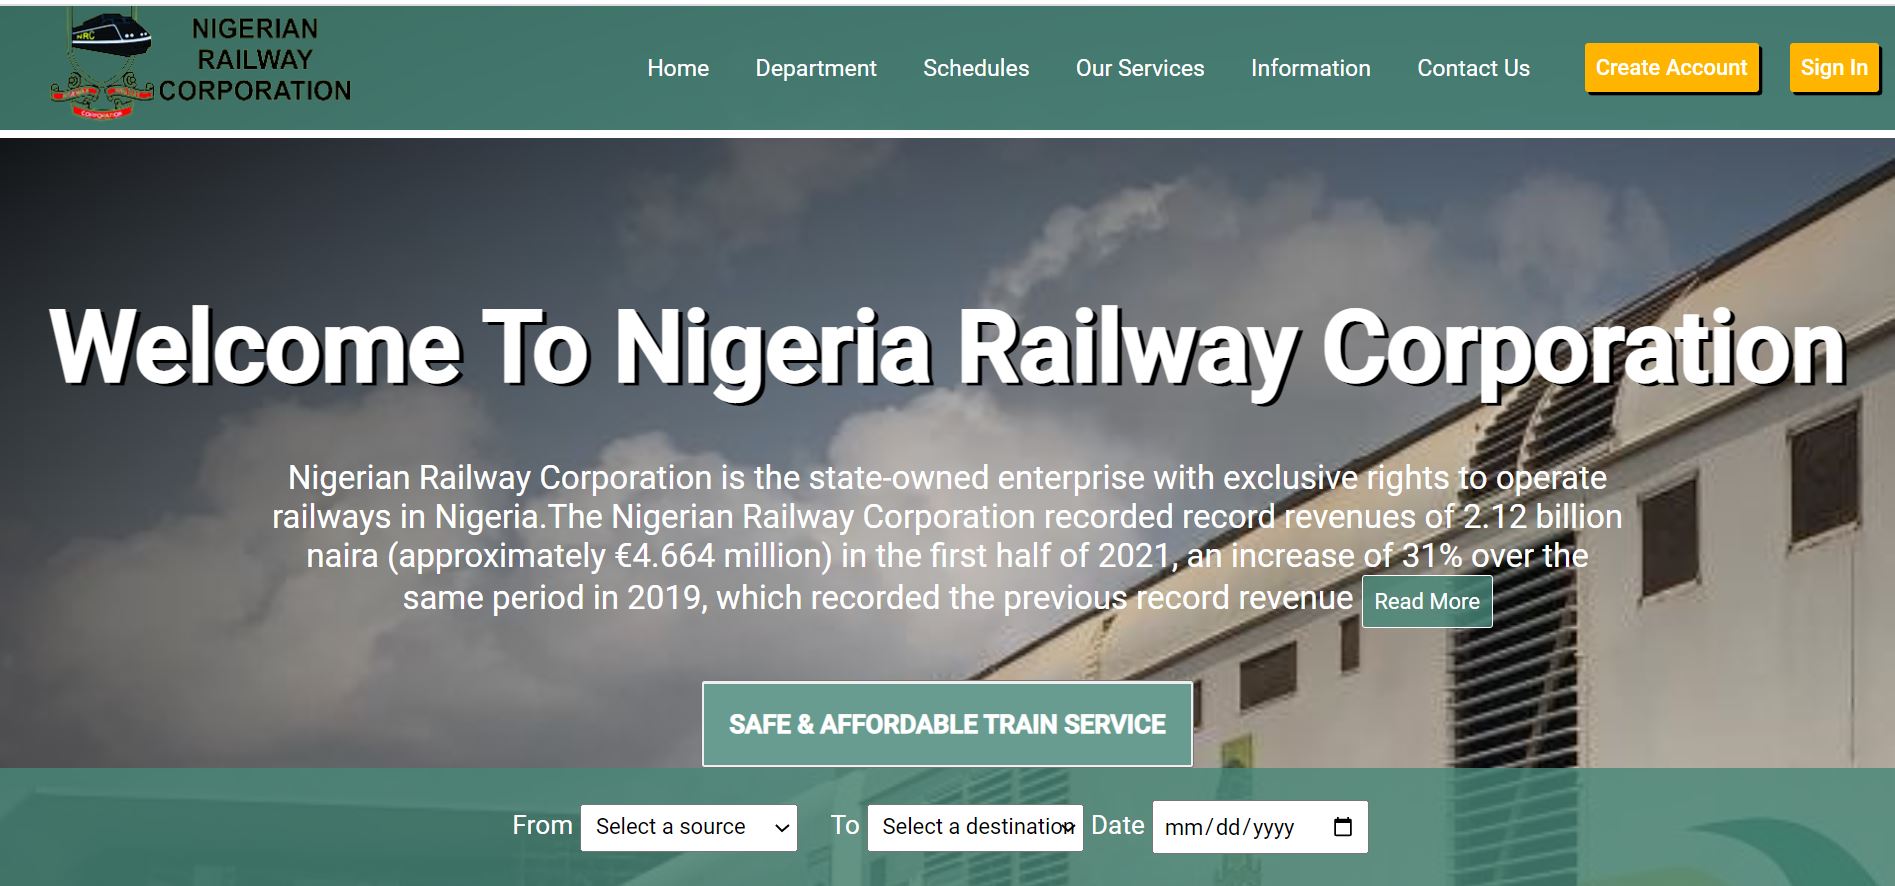 NRC
NIGERIAN
RAILWAY
CORPORATION
CORPORATION
Home Department Schedules Our Services Information Contact Us Create Account Sign In
Welcome To Nigeria Railway Corporation
Nigerian Railway Corporation is the state-owned enterprise with exclusive rights to operate
railways in Nigeria.The Nigerian Railway Corporation recorded record revenues of 2.12 billion
naira (approximately €4.664 million) in the first half of 2021, an increase of 31% over the
same period in 2019, which recorded the previous record revenue Read More
SAFE & AFFORDABLE TRAIN SERVICE
From Select a source To Select a destination Date mm/dd/yyyy